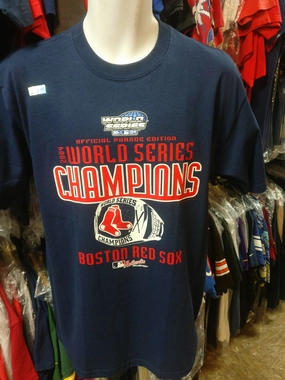 WORLD
SERIES
OFFICIAL PARADE EDITION
2004
WORLD SERIES
CHAMPIONS
WORLD SERIES
CHAMPIONS
BOSTON RED SOX